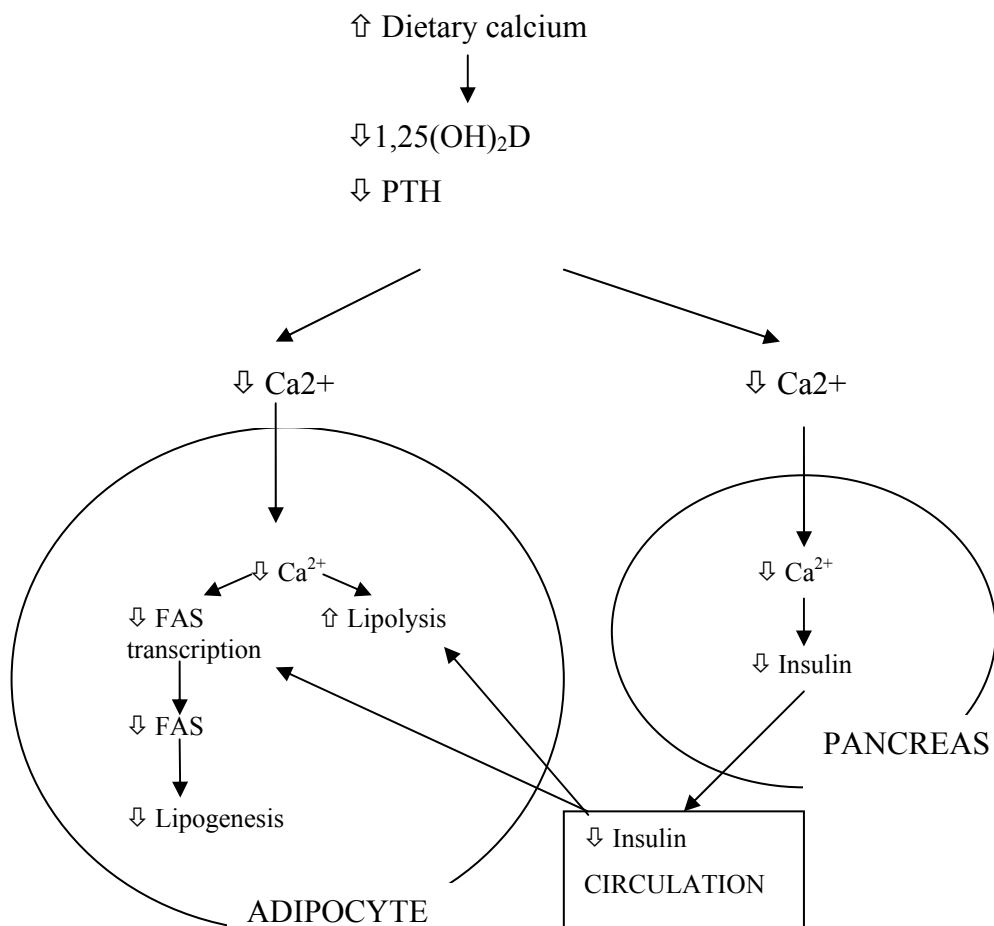 ⇧ Dietary calcium
⇩1,25(OH)₂D
⇩ PTH
⇩ Ca2+
⇩ Ca2+
⇩ Ca²⁺
⇩ FAS
transcription
⇧ Lipolysis
⇩ FAS
⇩ Lipogenesis
ADIPOCYTE
⇩ Ca²⁺
⇩ Insulin
PANCREAS
⇩ Insulin
CIRCULATION